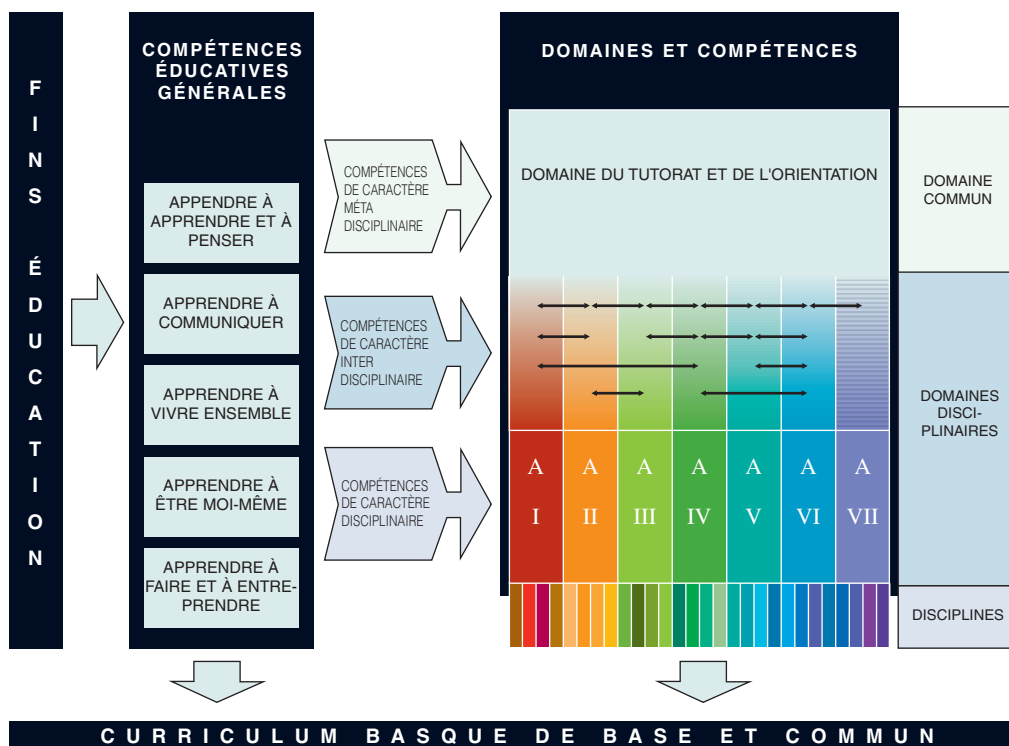 FINS ÉDUCATION
COMPÉTENCES
ÉDUCATIVES
GÉNÉRALES
APPENDRE À
APPRENDRE ET À
PENSER
APPRENDRE À
COMMUNIQUER
APPRENDRE À
VIVRE ENSEMBLE
APPRENDRE À
ÊTRE MOI-MÊME
APPRENDRE À
FAIRE ET À ENTRE-
PRENDRE
COMPÉTENCES
DE CARACTÈRE
MÉTA
DISCIPLINAIRE
COMPÉTENCES
DE CARACTÈRE
INTER
DISCIPLINAIRE
COMPÉTENCES
DE CARACTÈRE
DISCIPLINAIRE
DOMAINES ET COMPÉTENCES
DOMAINE DU TUTORAT ET DE L'ORIENTATION
A A A A A A A
I II III IV V VI VII
DOMAINE
COMMUN
DOMAINES
DISCI-
PLINAIRES
DISCIPLINES
CURRICULUM BASQUE DE BASE ET COMMUN